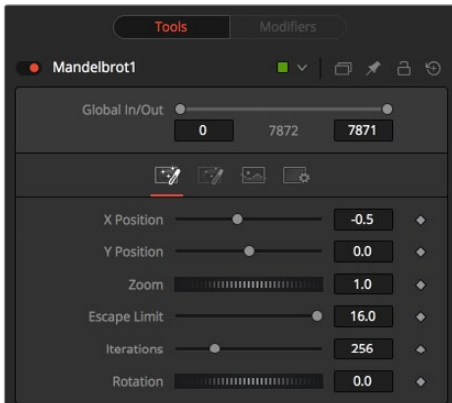 Tools Modifiers
Mandelbrot1
Global In/Out
0 7872 7871
X Position -0.5
Y Position 0.0
Zoom 1.0
Escape Limit 16.0
Iterations 256
Rotation 0.0